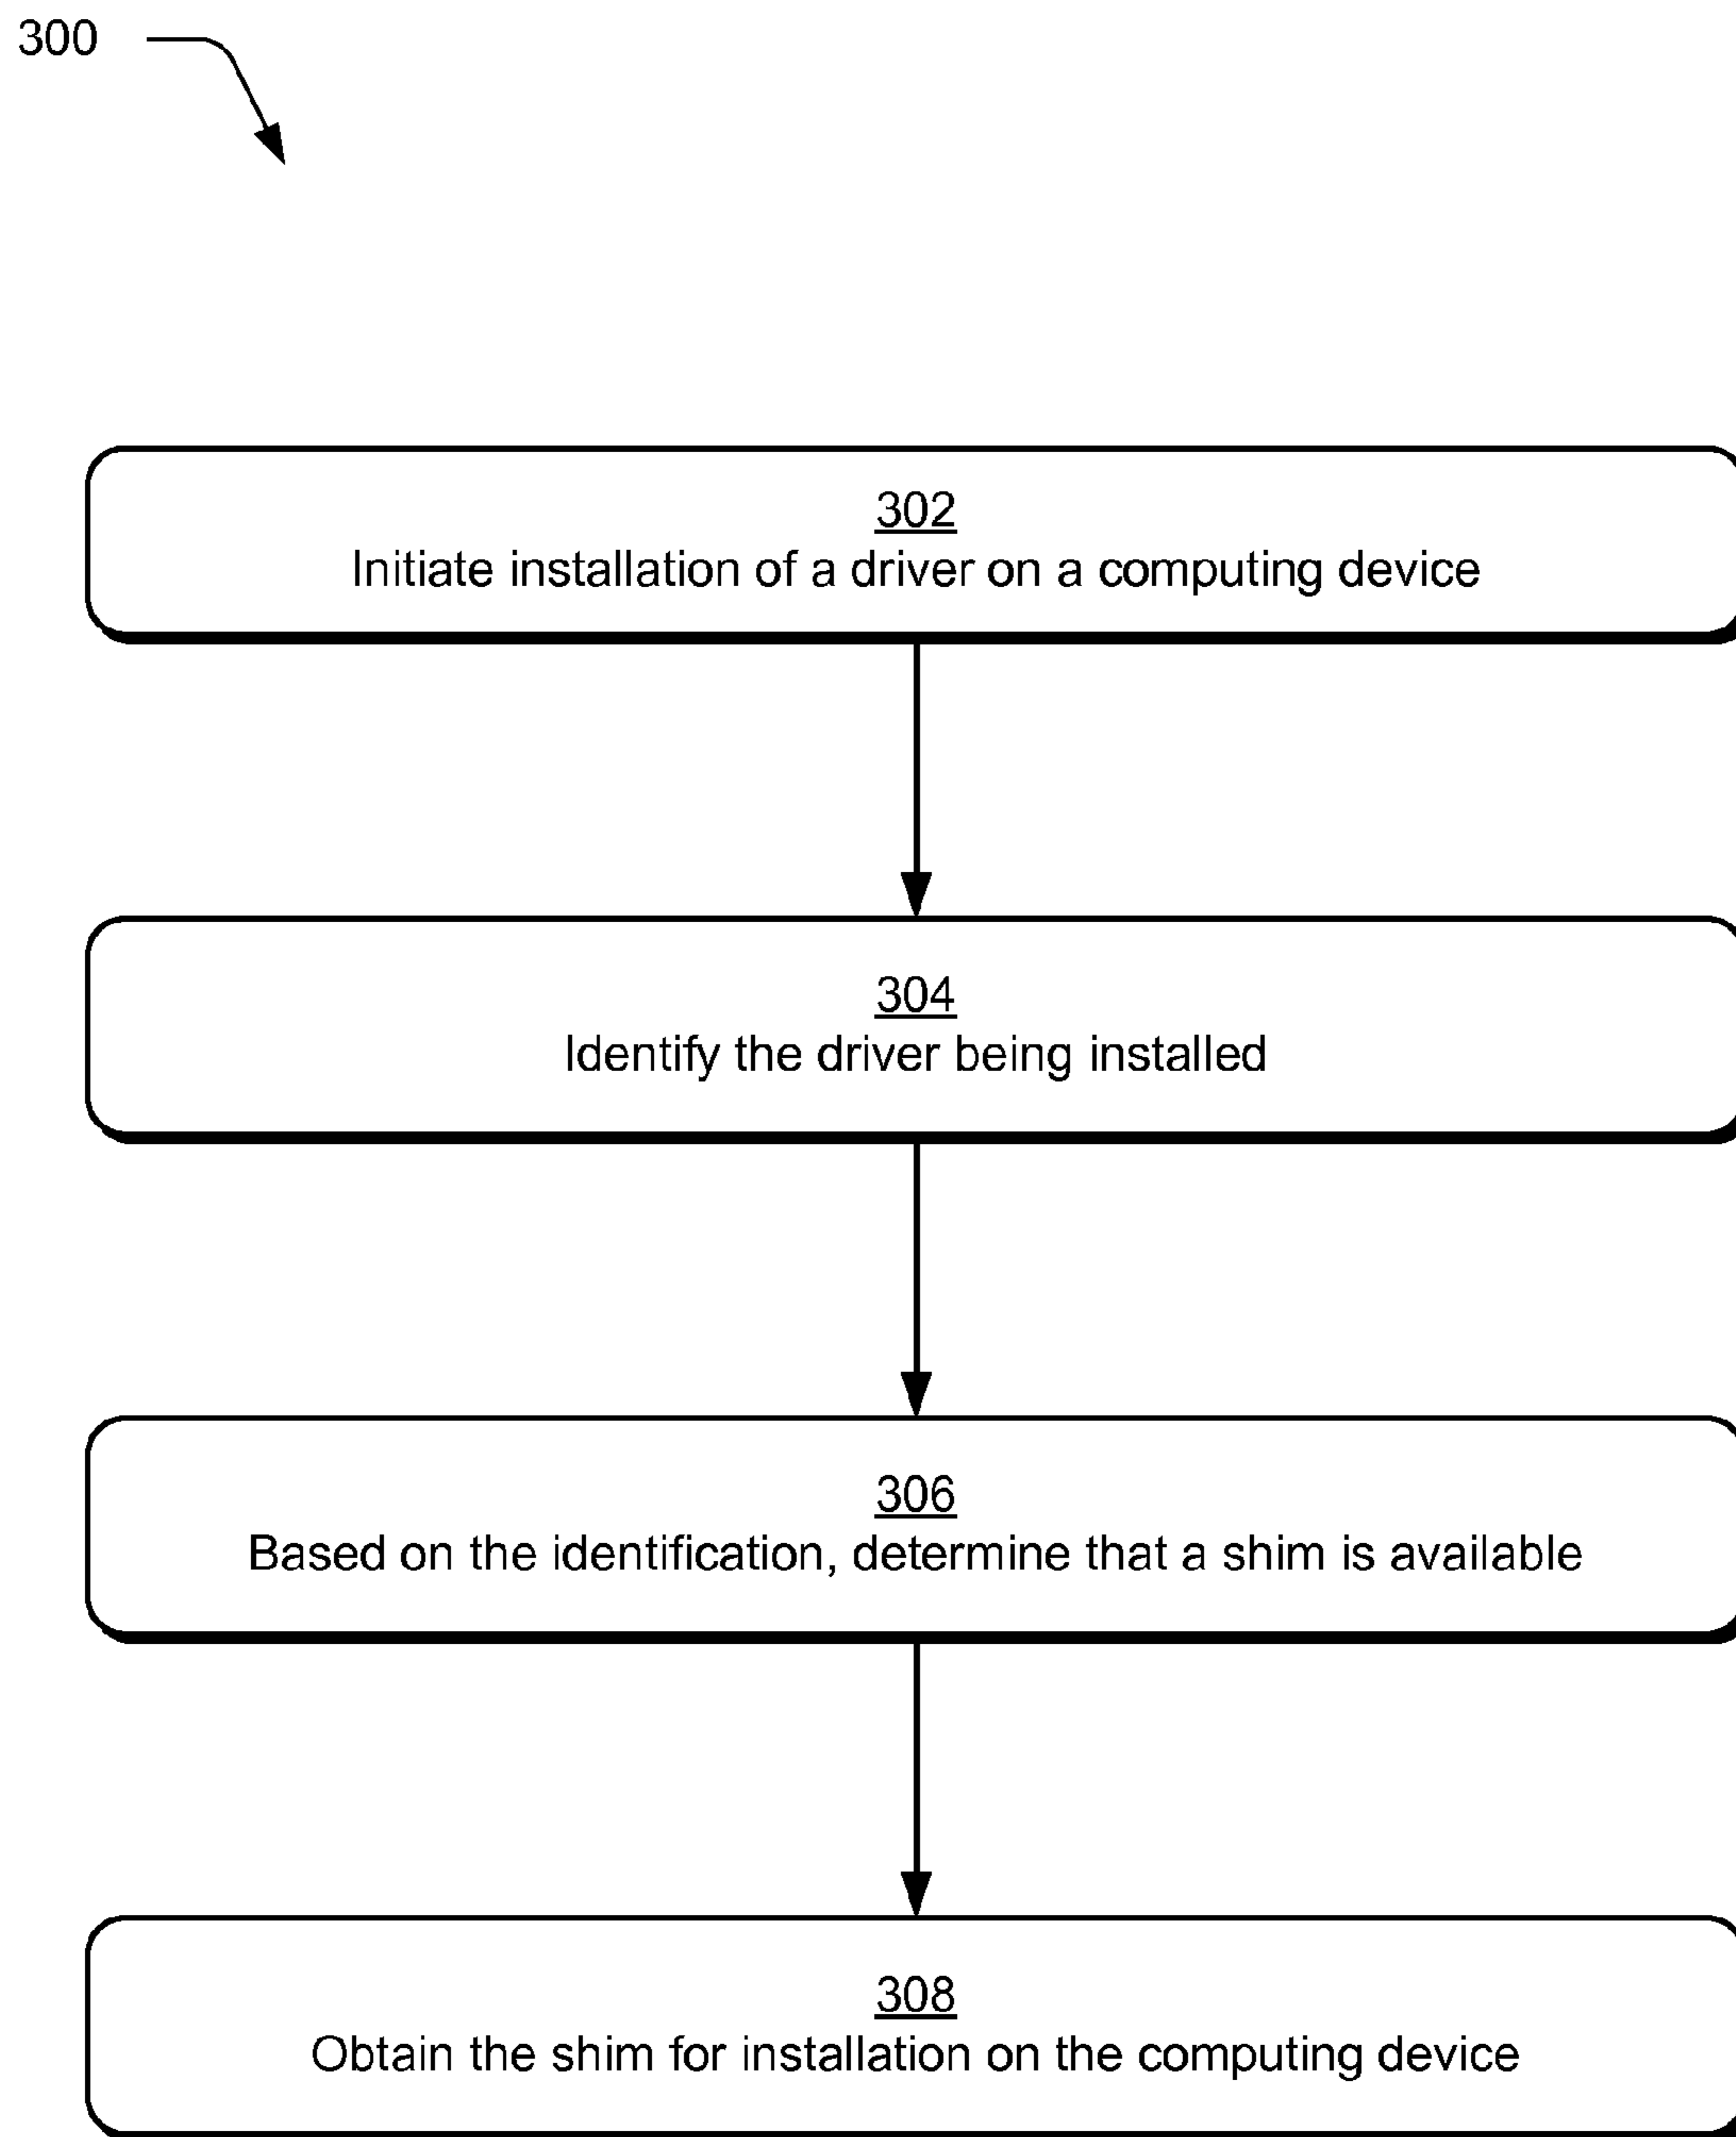 300
302
Initiate installation of a driver on a computing device
304
Identify the driver being installed
306
Based on the identification, determine that a shim is available
308
Obtain the shim for installation on the computing device